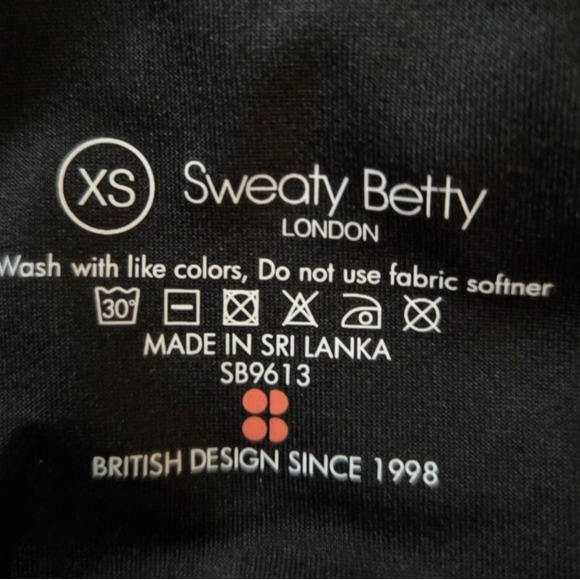 XS Sweaty Betty
LONDON
Wash with like colors, Do not use fabric softner
30°
MADE IN SRI LANKA
SB9613
BRITISH DESIGN SINCE 1998